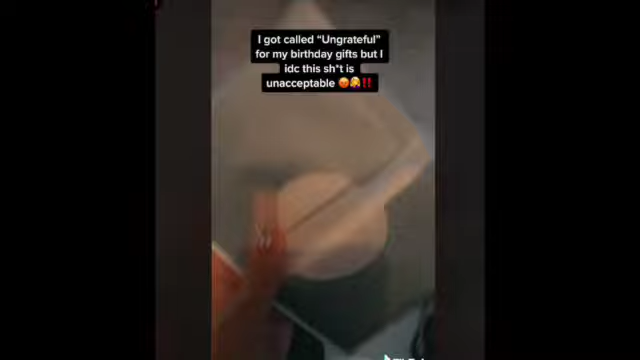 I got called “Ungrateful”
for my birthday gifts but I
idc this sh*t is
unacceptable 😡🤦‍♀️‼️